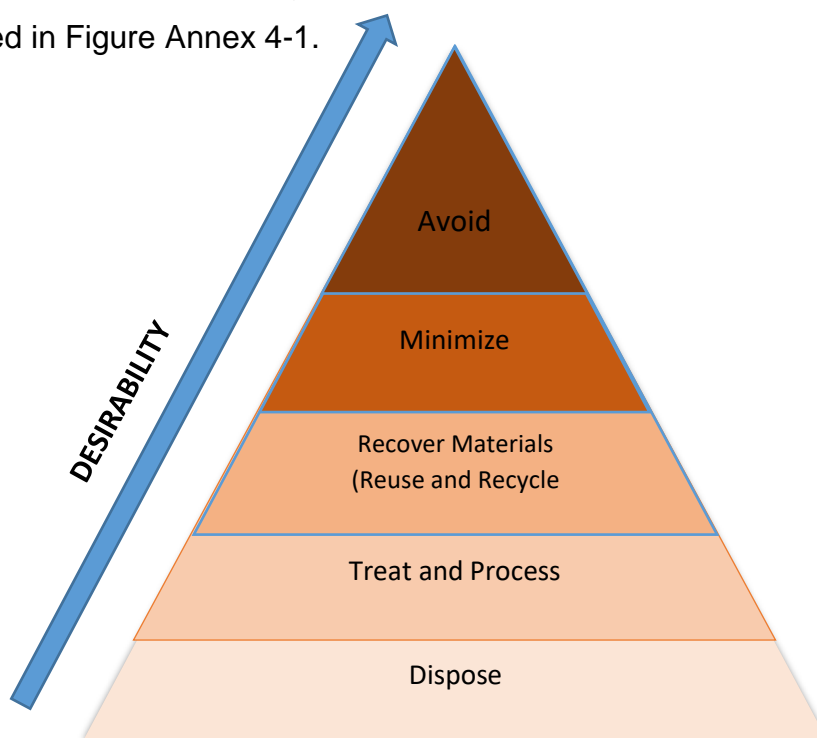 ed in Figure Annex 4-1.
Avoid
Minimize
DESIRABILITY
Recover Materials
(Reuse and Recycle
Treat and Process
Dispose